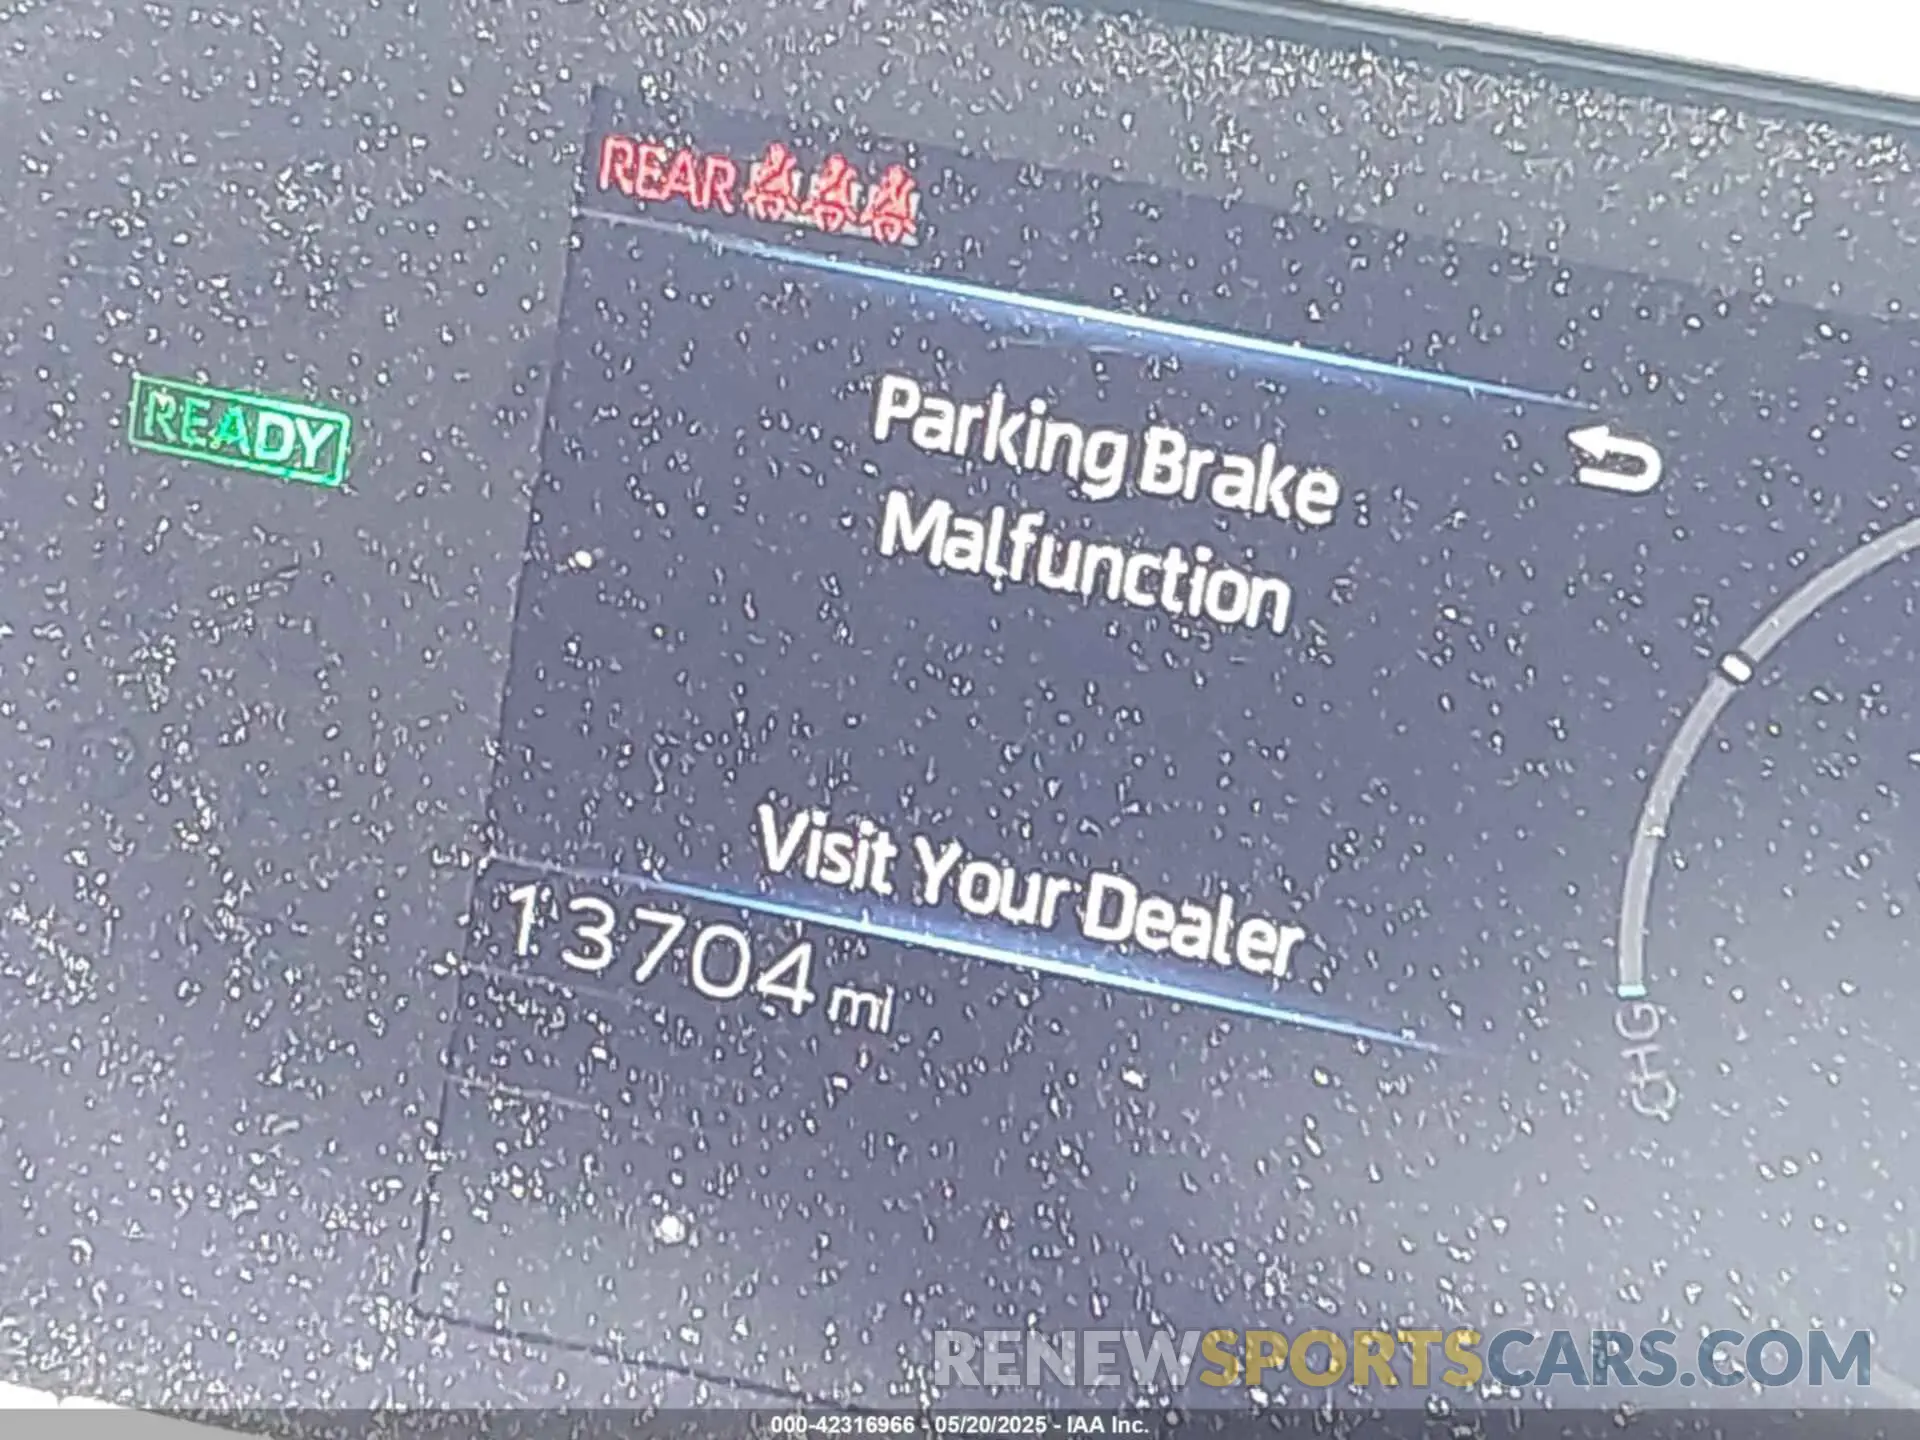 REAR
READY
Parking Brake
Malfunction
Visit Your Dealer
13704 mi
CHG
RENEWSPORTSCARS.COM
000-42316966 - 05/20/2025 - IAA Inc.